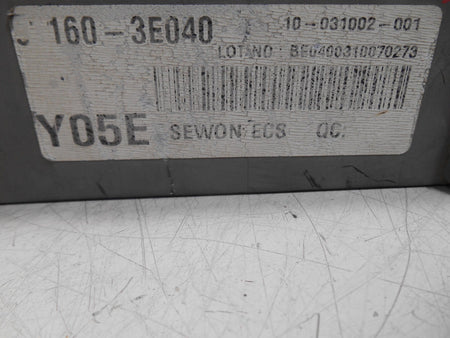 160-3E040 10-031002-001
LOT NO : BE0400310070273
Y05E SEWON ECS QC: